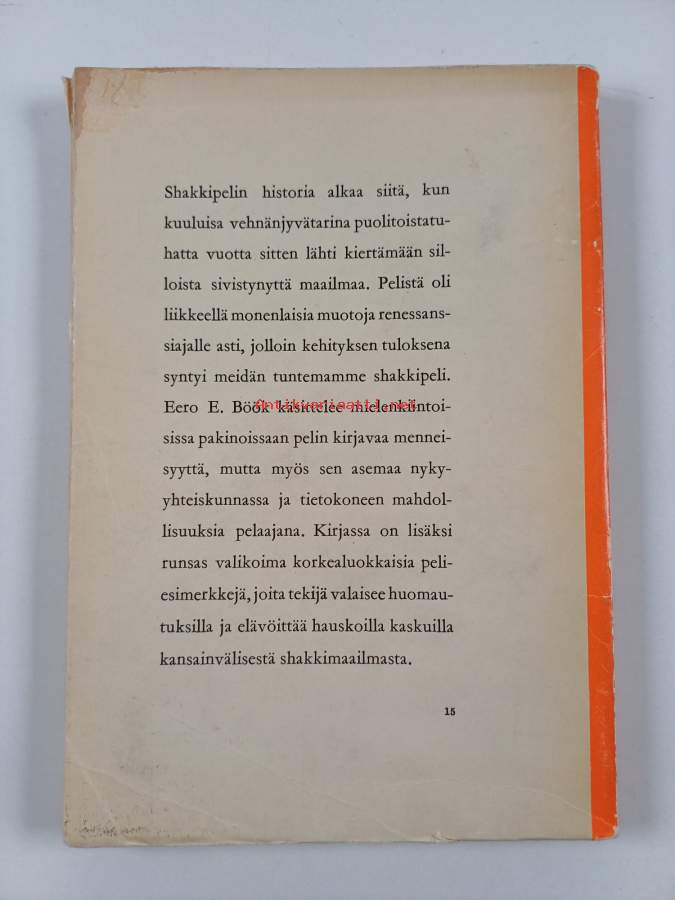 Shakkipelin historia alkaa siitä, kun
kuuluisa vehnänjyvätarina puolitoistatu-
hatta vuotta sitten lähti kiertämään sil-
loista sivistynyttä maailmaa. Pelistä oli
liikkeellä monenlaisia muotoja renessans-
siajalle asti, jolloin kehityksen tuloksena
syntyi meidän tuntemamme shakkipeli.
Eero E. Böök käsittelee mielenkiintoi-
Antikvariaatti.net
sissa pakinoissaan pelin kirjavaa mennei-
syyttä, mutta myös sen asemaa nyky-
yhteiskunnassa ja tietokoneen mahdol-
lisuuksia pelaajana. Kirjassa on lisäksi
runsas valikoima korkealuokkaisia peli-
esimerkkejä, joita tekijä valaisee huomau-
tuksilla ja elävöittää hauskoilla kaskuilla
kansainvälisestä shakkimaailmasta.
15